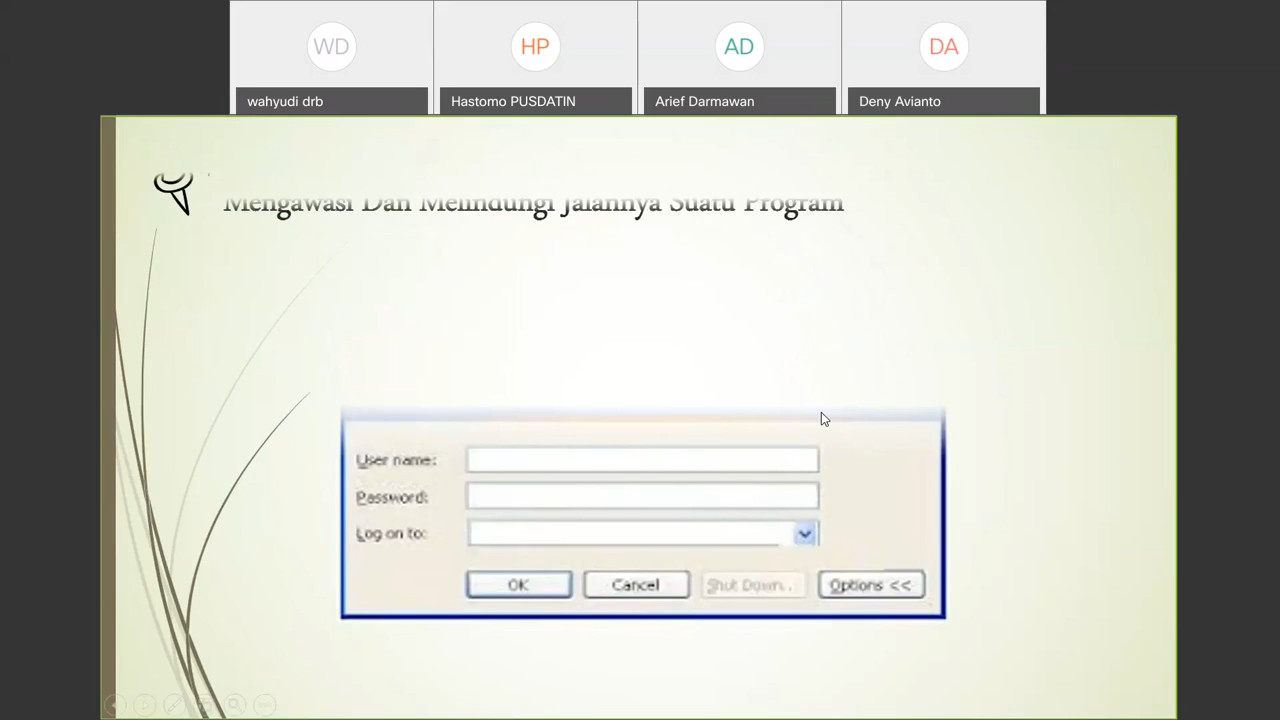 WD
HP
AD
DA
wahyudi drb
Hastomo PUSDATIN
Arief Darmawan
Deny Avianto
Mengawasi Dan Melindungi Jalannya Suatu Program
User name:
Password:
Log on to:
OK
Cancel
Shut Down...
Options <<